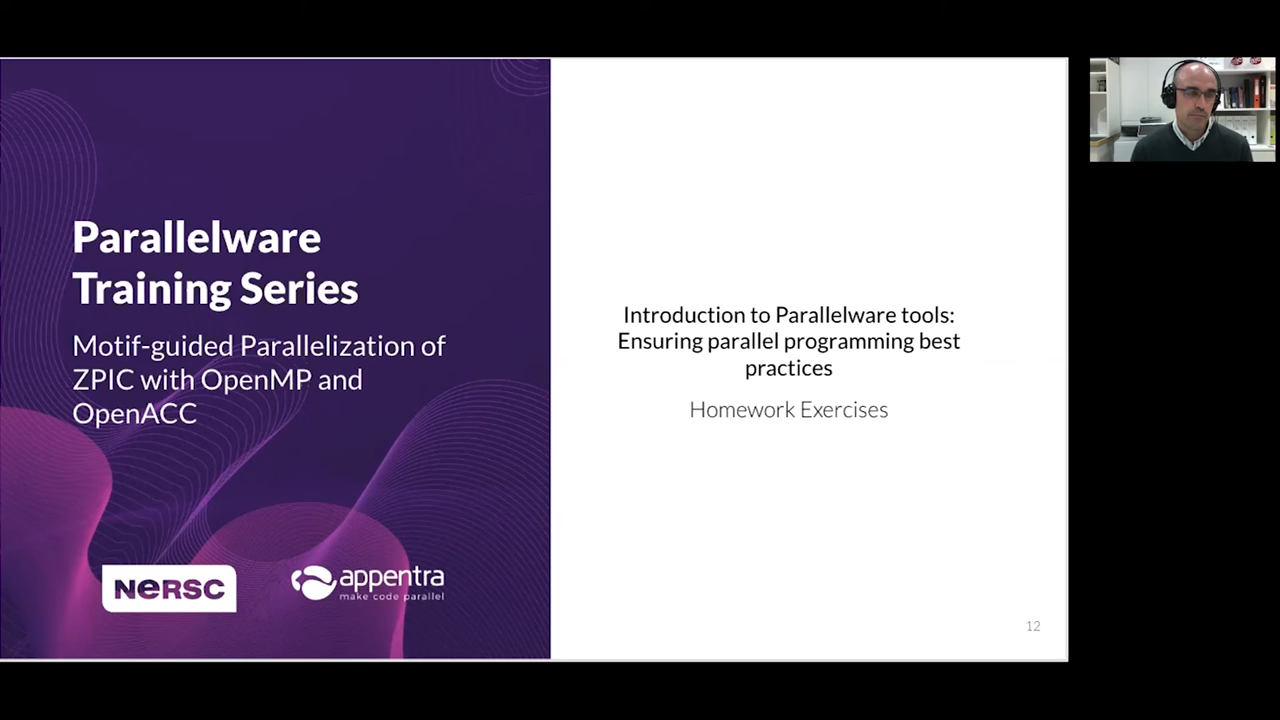 Parallelware
Training Series
Motif-guided Parallelization of
ZPIC with OpenMP and
OpenACC
NeRSC
appentra
make code parallel
Introduction to Parallelware tools:
Ensuring parallel programming best
practices
Homework Exercises
12